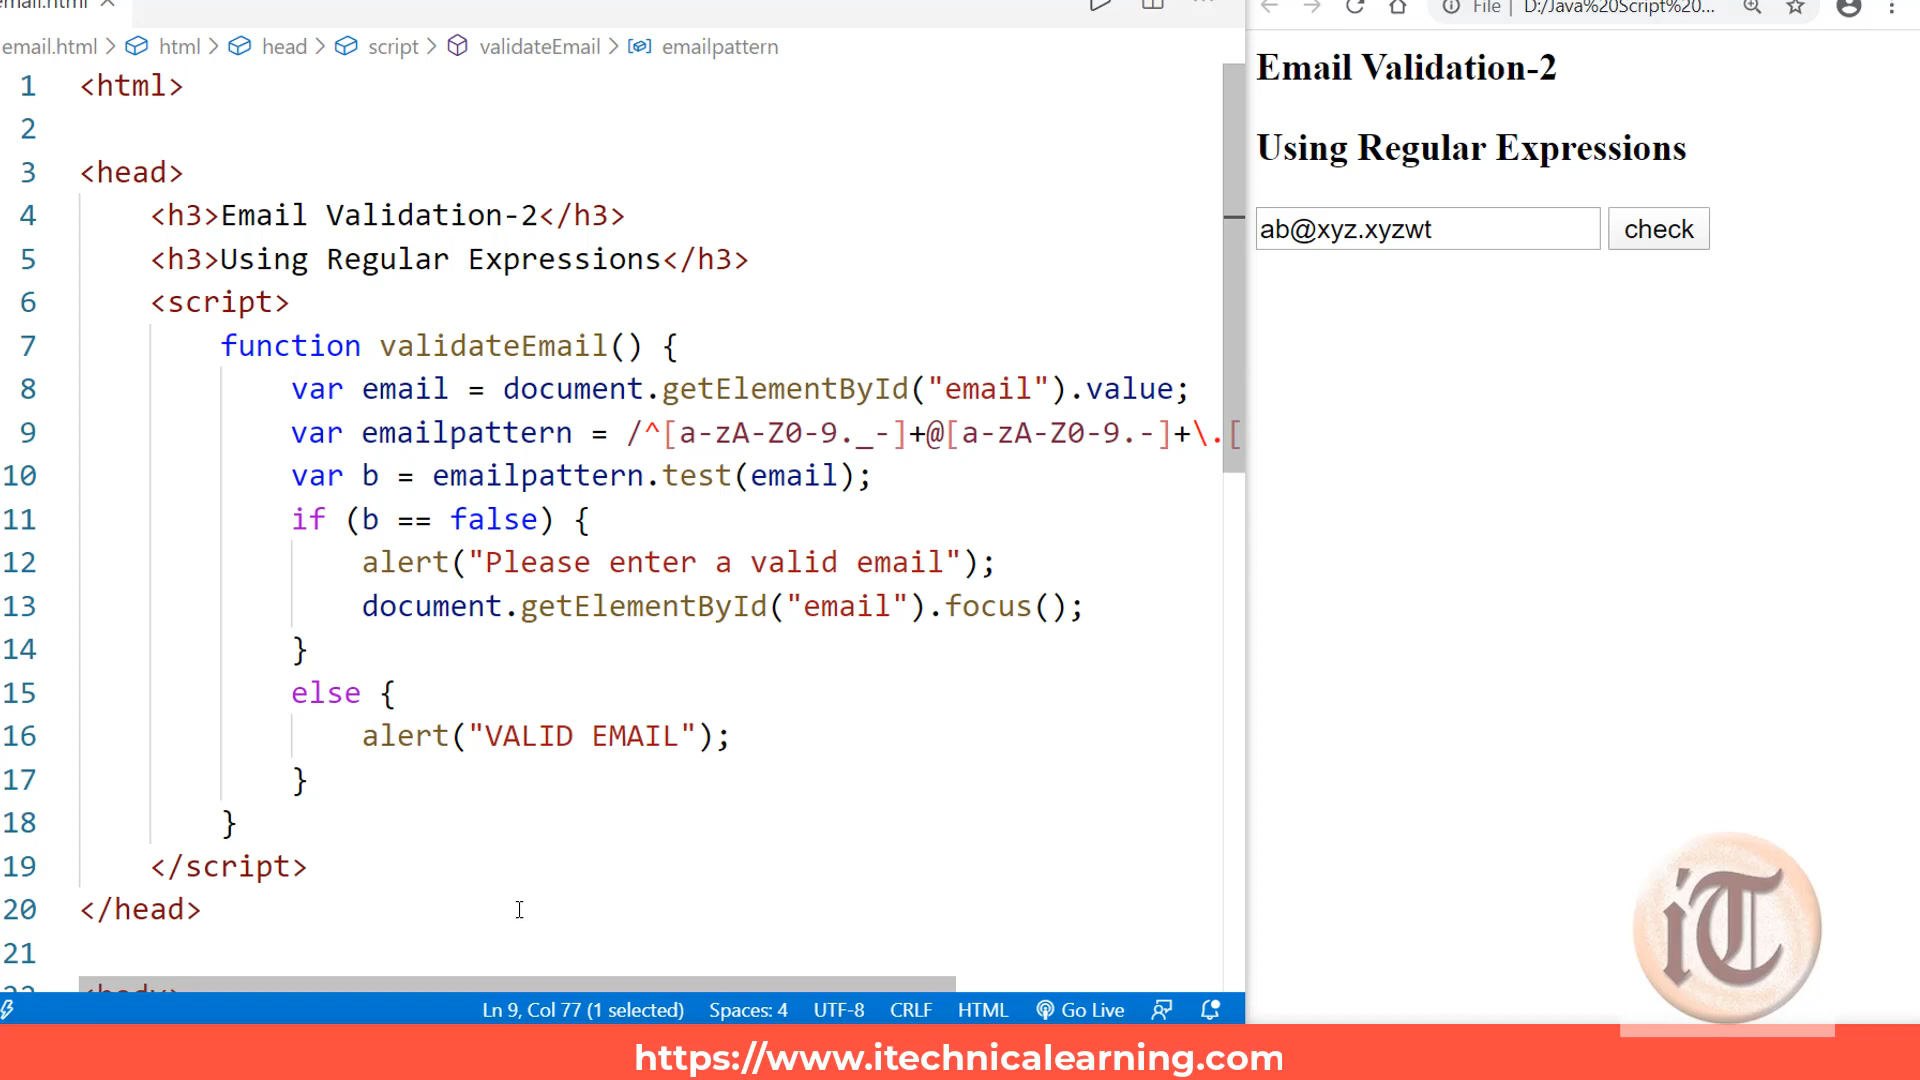 email.html
email.html > html > head > script > validateEmail > emailpattern
1 <html>
2
3 <head>
4 <h3>Email Validation-2</h3>
5 <h3>Using Regular Expressions</h3>
6 <script>
7 function validateEmail() {
8 var email = document.getElementById("email").value;
9 var emailpattern = /^[a-zA-Z0-9._-]+@[a-zA-Z0-9.-]+\.[
10 var b = emailpattern.test(email);
11 if (b == false) {
12 alert("Please enter a valid email");
13 document.getElementById("email").focus();
14 }
15 else {
16 alert("VALID EMAIL");
17 }
18 }
19 </script>
20 </head>
21
22 <body>
Ln 9, Col 77 (1 selected) Spaces: 4 UTF-8 CRLF HTML Go Live
File | D:/Java%20Script%20...
Email Validation-2
Using Regular Expressions
ab@xyz.xyzwt check
iT
https://www.itechnicalearning.com